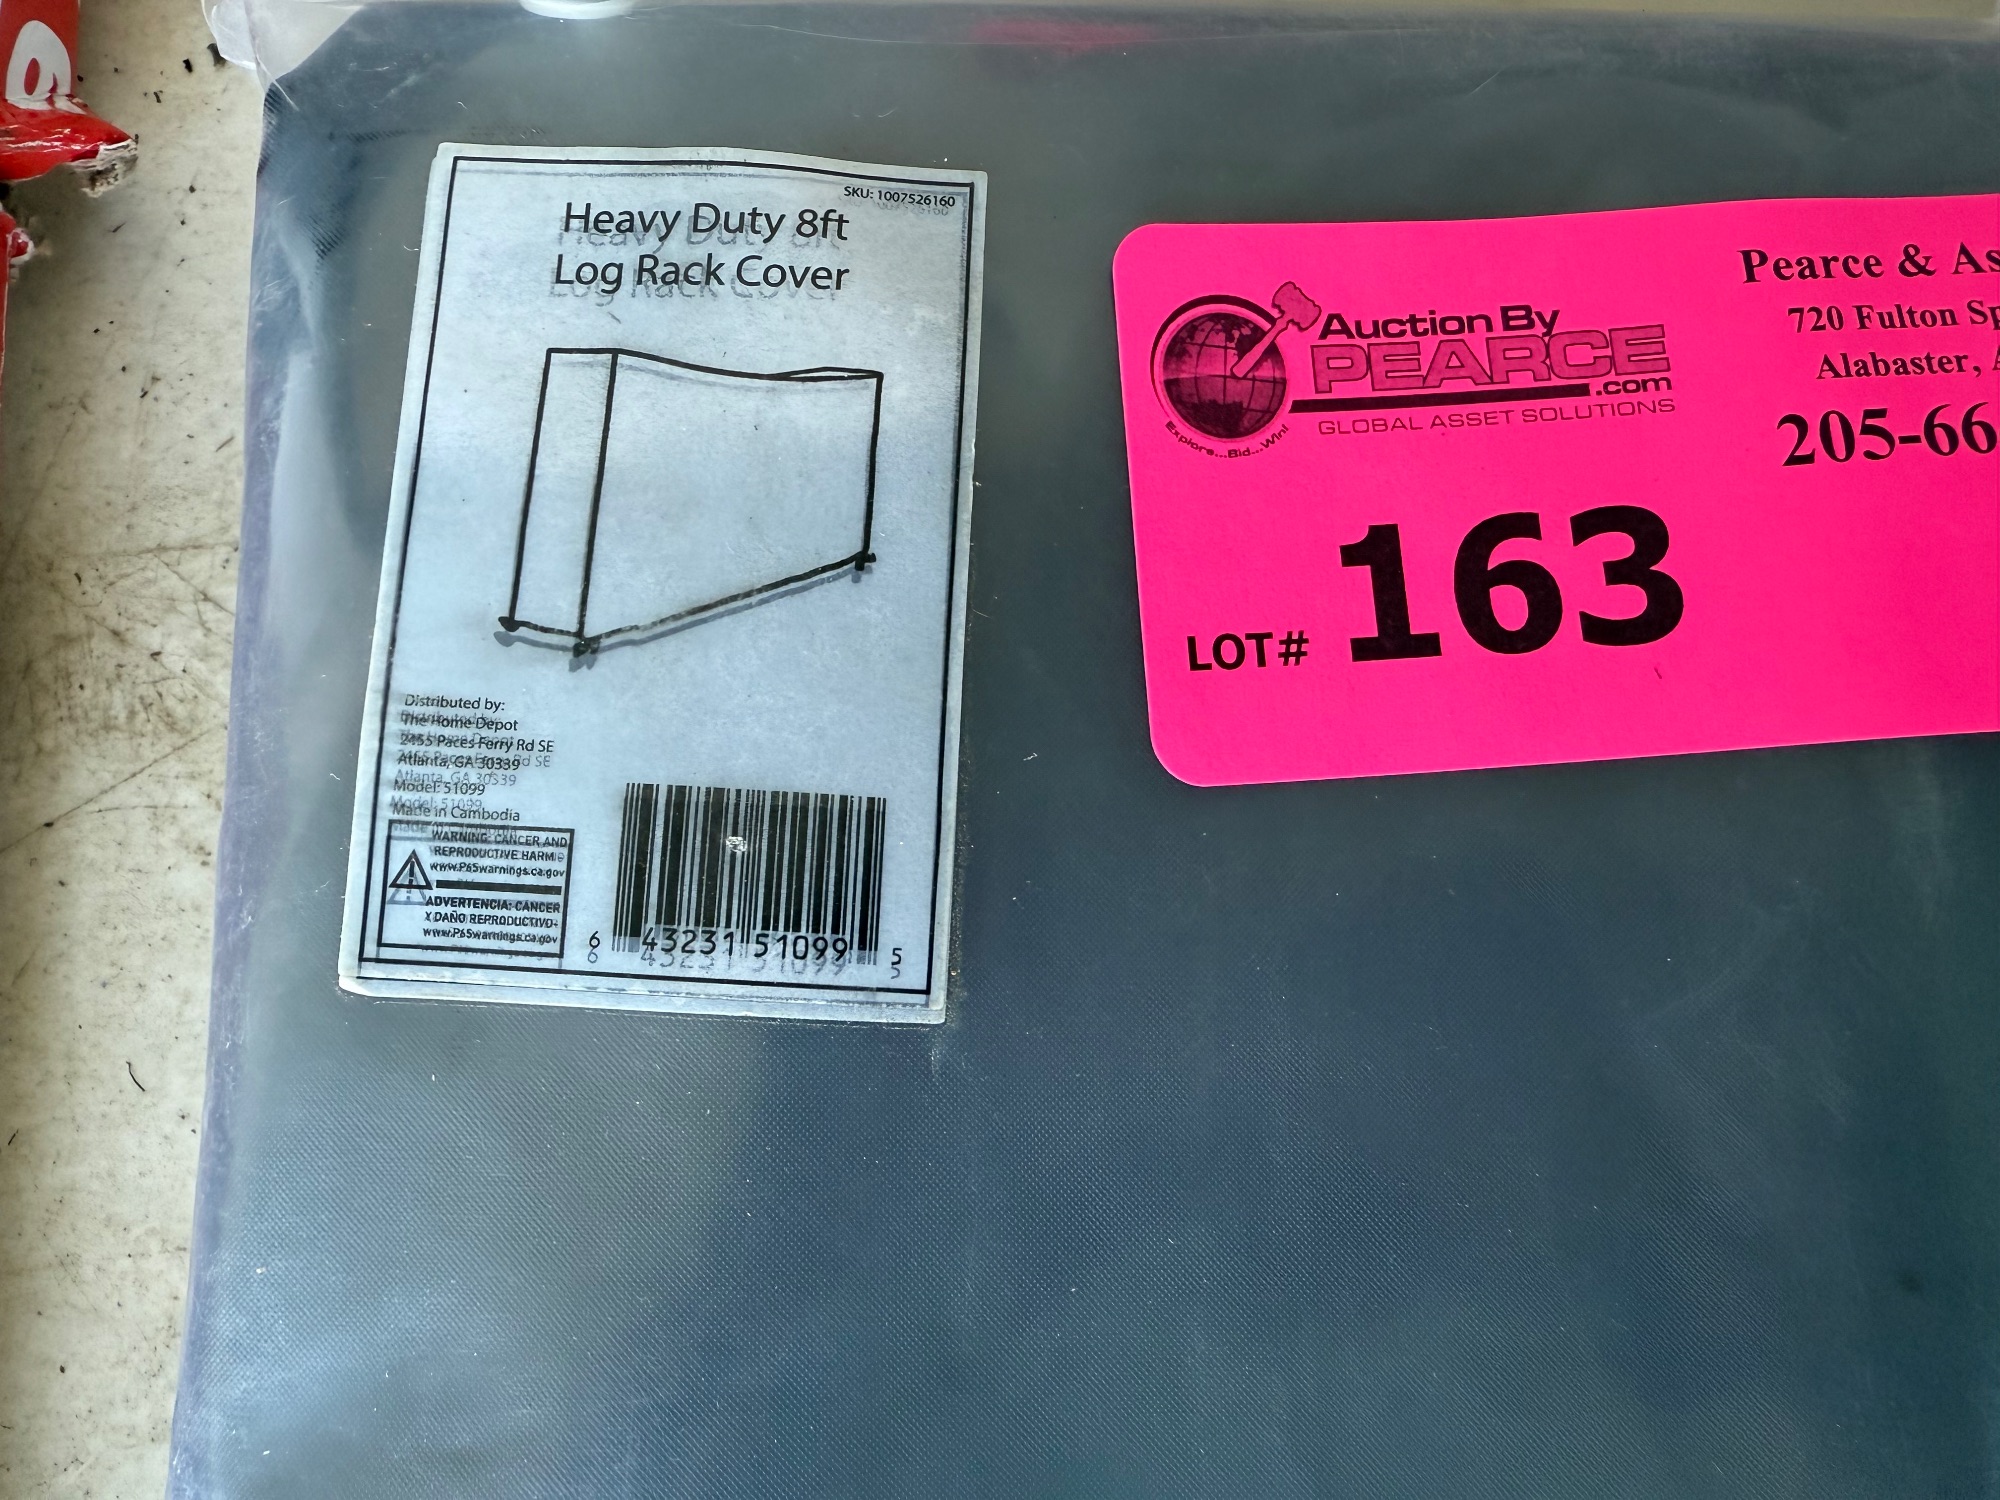 SKU: 1007526160
Heavy Duty 8ft
Log Rack Cover
Distributed by:
The Home Depot
2455 Paces Ferry Rd SE
Atlanta, GA 30339
Model: 51099
Made in Cambodia
WARNING: CANCER AND
REPRODUCTIVE HARM -
www.P65warnings.ca.gov
ADVERTENCIA: CÁNCER
Y DAÑO REPRODUCTIVO-
www.P65warnings.ca.gov
6 43231 51099 5
Auction By
PEARCE
.com
GLOBAL ASSET SOLUTIONS
Explore...Bid...Win!
Pearce & As
720 Fulton Sp
Alabaster,
205-66
LOT# 163